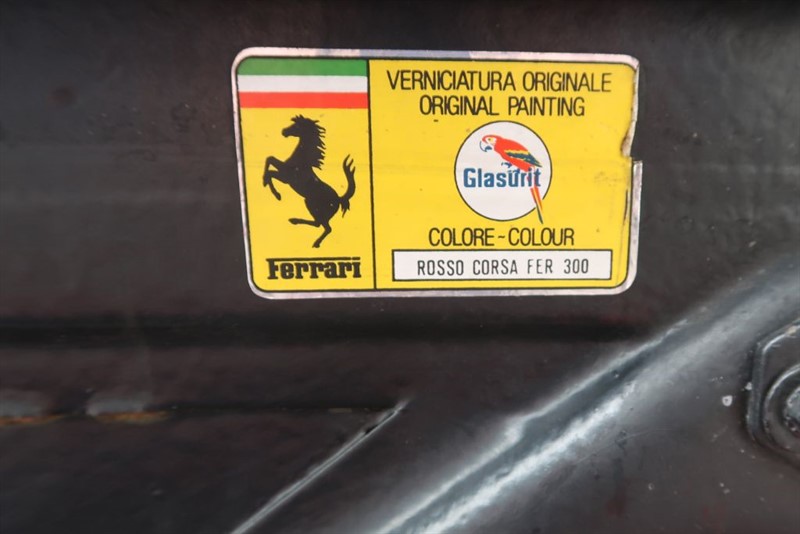 VERNICIATURA ORIGINALE
ORIGINAL PAINTING
Glasurit
COLORE-COLOUR
ROSSO CORSA FER 300
Ferrari